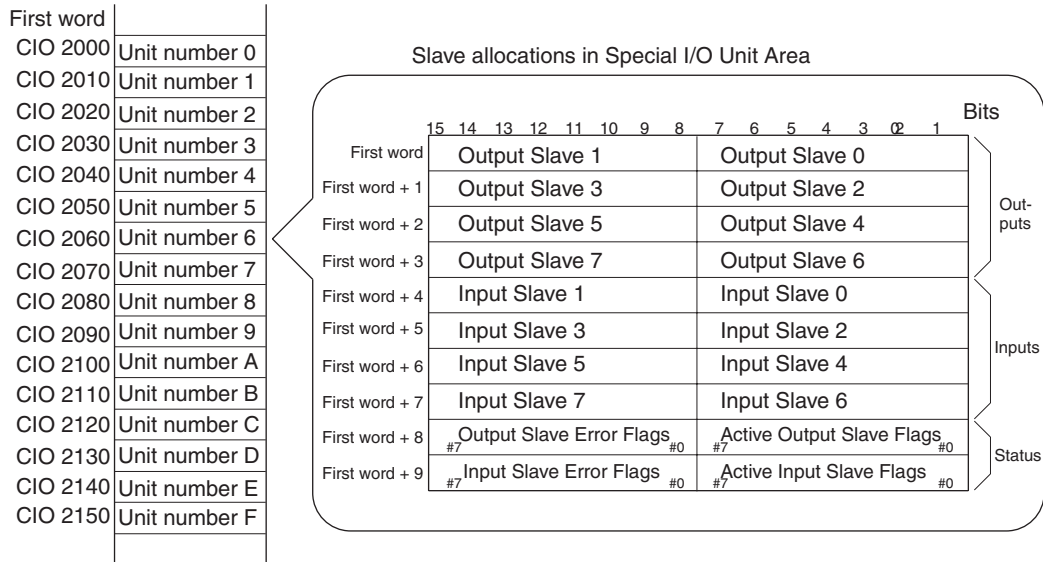 First word
CIO 2000 Unit number 0
CIO 2010 Unit number 1
CIO 2020 Unit number 2
CIO 2030 Unit number 3
CIO 2040 Unit number 4
CIO 2050 Unit number 5
CIO 2060 Unit number 6
CIO 2070 Unit number 7
CIO 2080 Unit number 8
CIO 2090 Unit number 9
CIO 2100 Unit number A
CIO 2110 Unit number B
CIO 2120 Unit number C
CIO 2130 Unit number D
CIO 2140 Unit number E
CIO 2150 Unit number F
Slave allocations in Special I/O Unit Area
Bits
15 14 13 12 11 10 9 8 7 6 5 4 3 02 1
First word Output Slave 1 Output Slave 0
First word + 1 Output Slave 3 Output Slave 2
First word + 2 Output Slave 5 Output Slave 4
First word + 3 Output Slave 7 Output Slave 6
Out-
puts
First word + 4 Input Slave 1 Input Slave 0
First word + 5 Input Slave 3 Input Slave 2
First word + 6 Input Slave 5 Input Slave 4
First word + 7 Input Slave 7 Input Slave 6
Inputs
First word + 8 #7 Output Slave Error Flags #0 #7 Active Output Slave Flags #0
First word + 9 #7 Input Slave Error Flags #0 #7 Active Input Slave Flags #0
Status